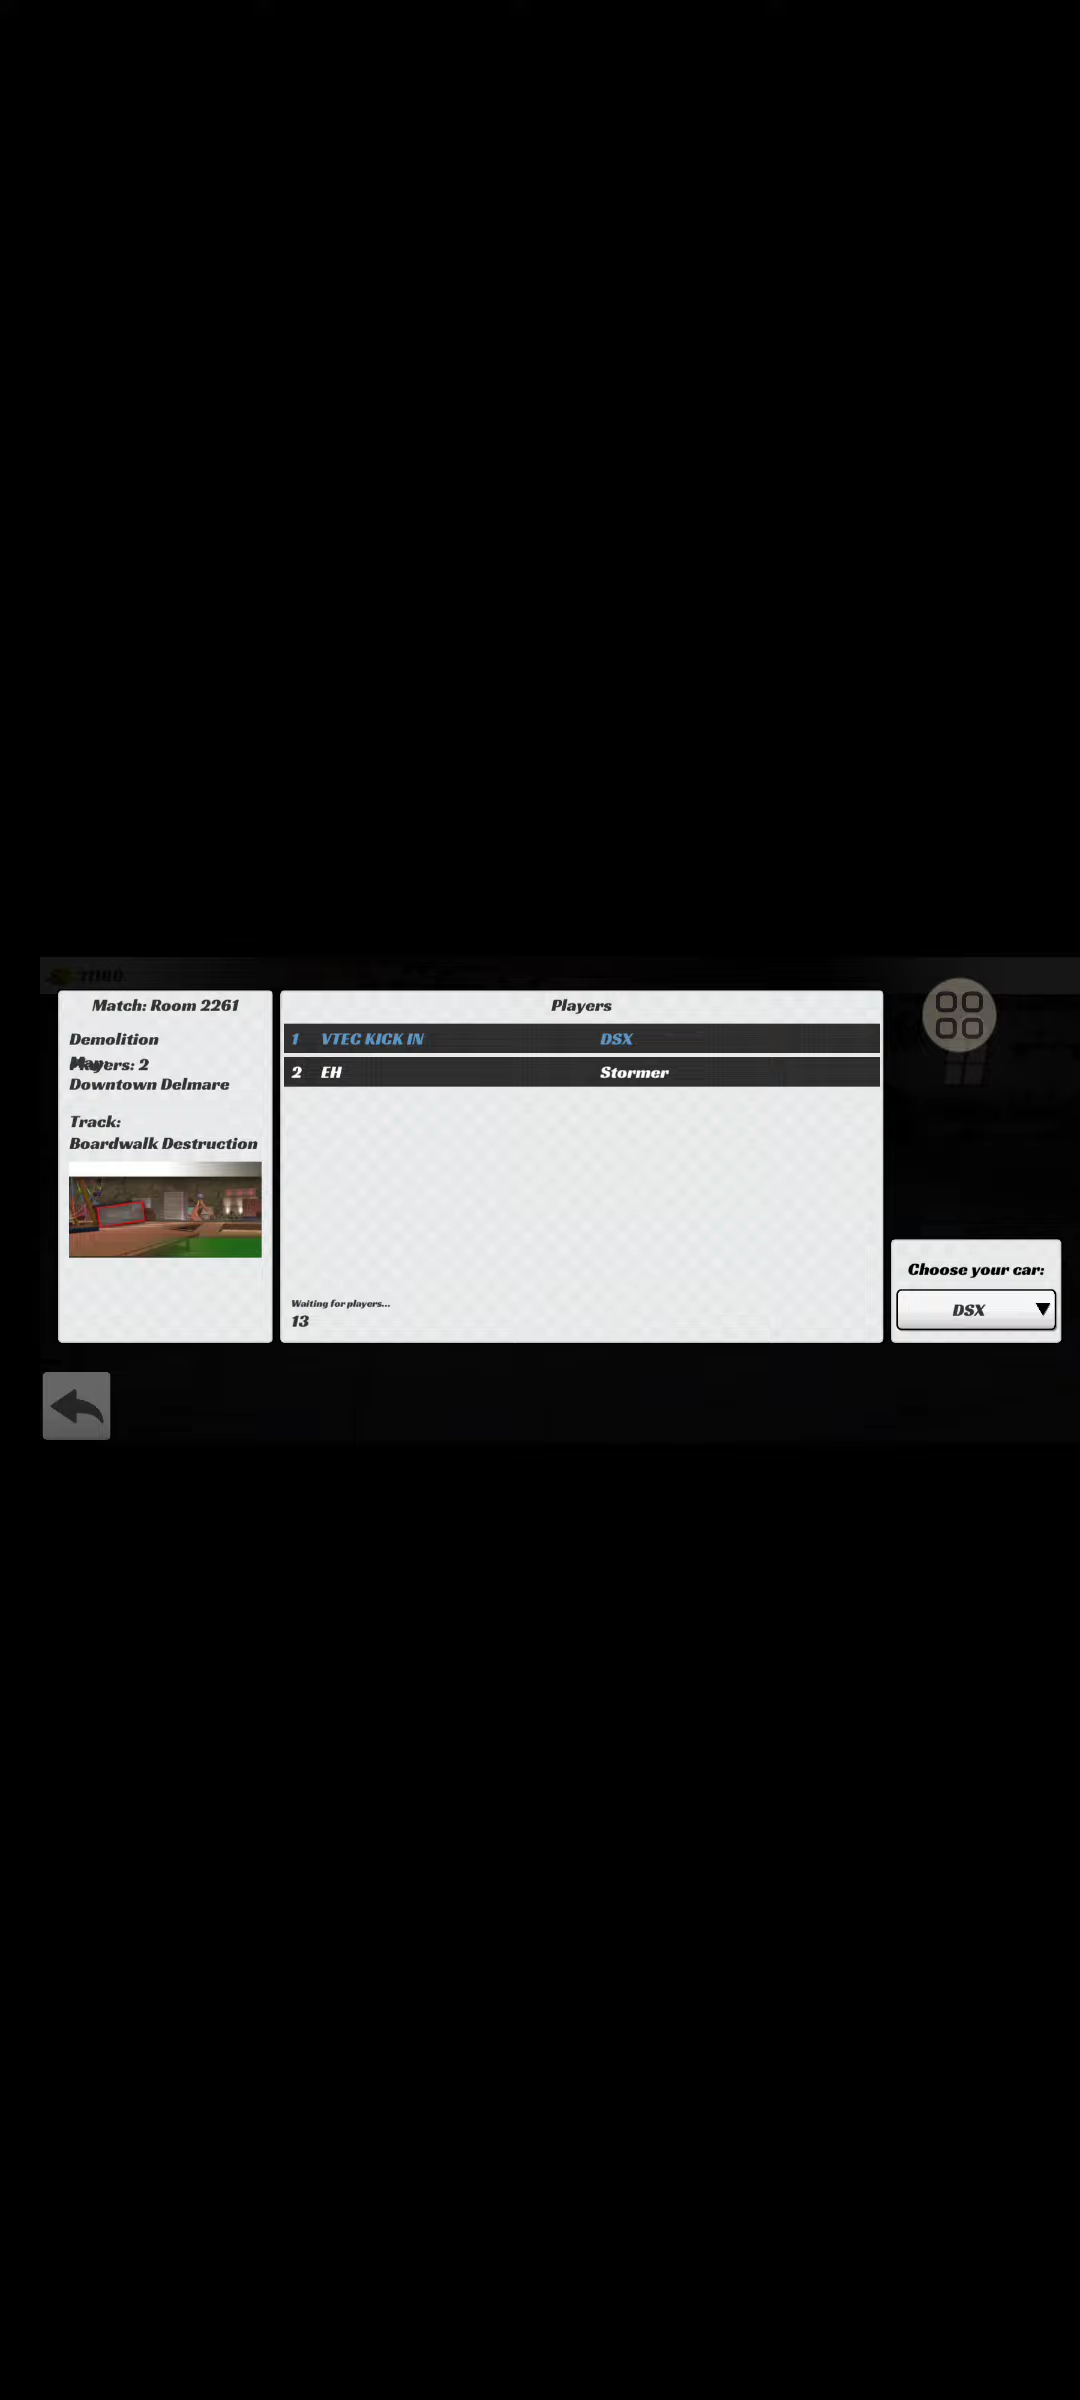 Match: Room 2261
Demolition
Players: 2
Downtown Delmare
Track:
Boardwalk Destruction
Players
1 VTEC KICK IN DSX
2 EH Stormer
Waiting for players...
13
Choose your car:
DSX